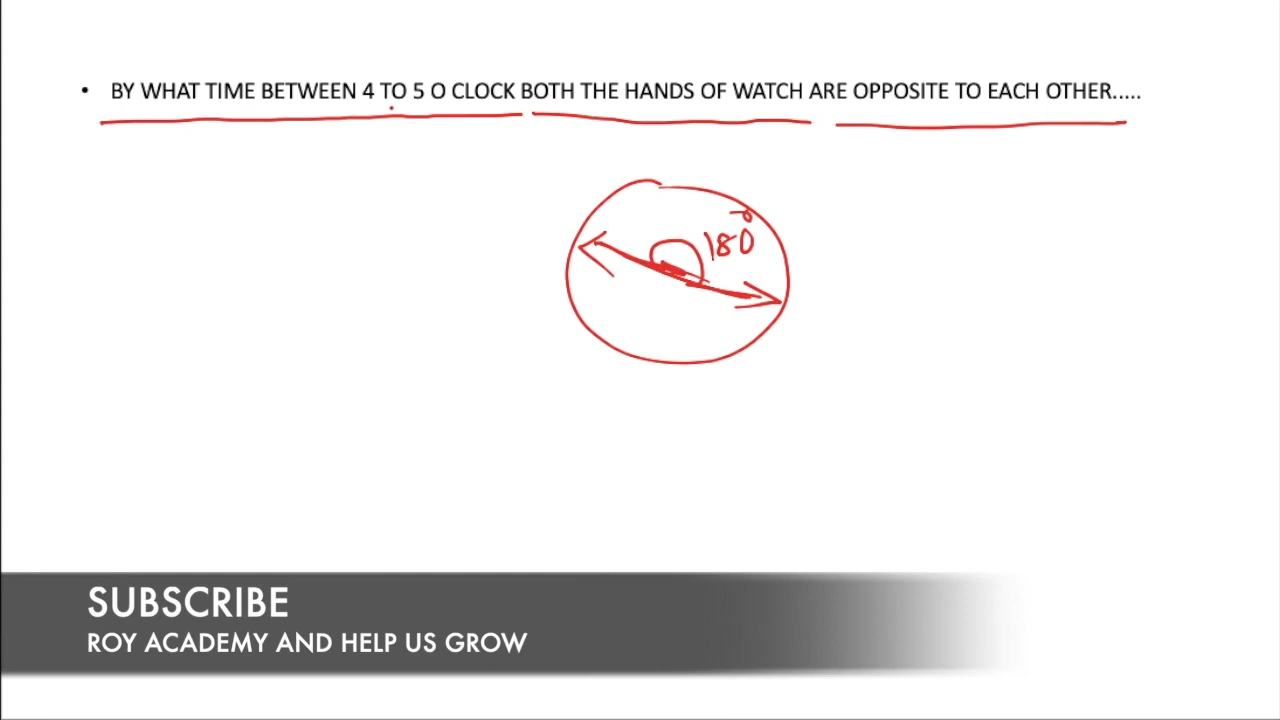 • BY WHAT TIME BETWEEN 4 TO 5 O CLOCK BOTH THE HANDS OF WATCH ARE OPPOSITE TO EACH OTHER.....
180°
SUBSCRIBE
ROY ACADEMY AND HELP US GROW